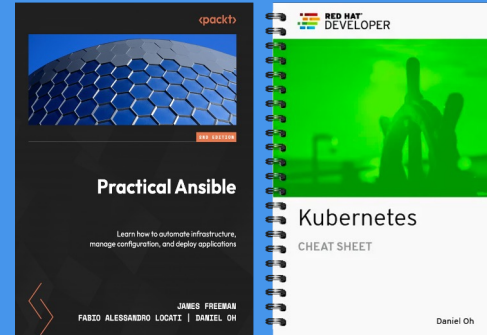 <packt>
2ND EDITION
Practical Ansible
Learn how to automate infrastructure,
manage configuration, and deploy applications
JAMES FREEMAN
FABIO ALESSANDRO LOCATI | DANIEL OH
RED HAT
DEVELOPER
Kubernetes
CHEAT SHEET
Daniel Oh